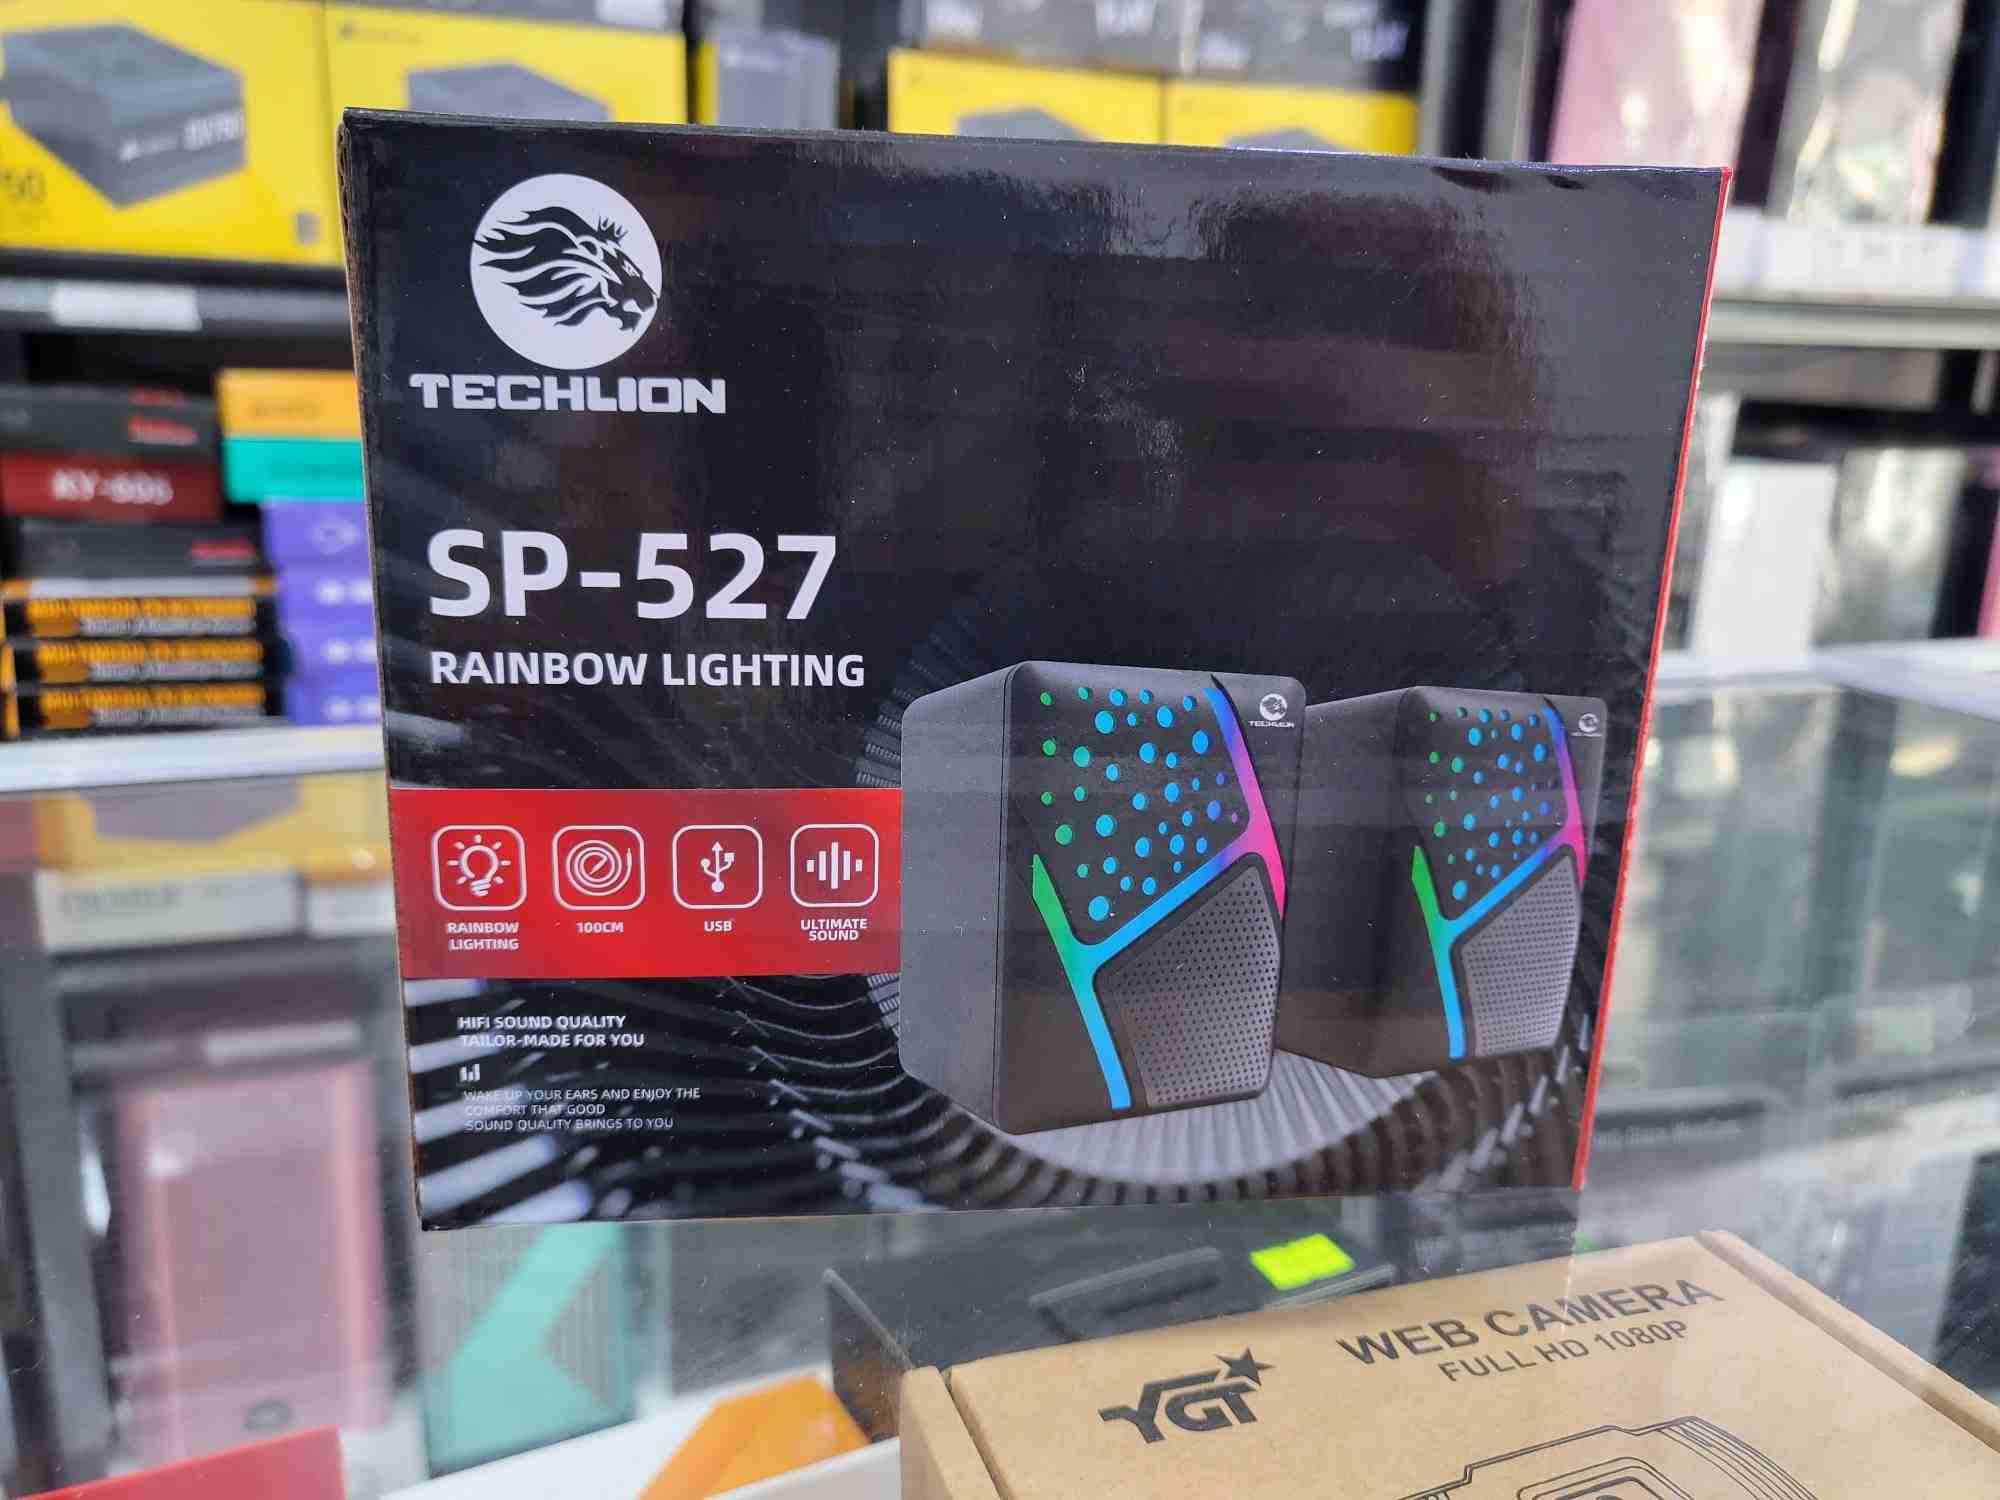 TECHLION
SP-527
RAINBOW LIGHTING
RAINBOW
LIGHTING
100CM
USB
ULTIMATE
SOUND
HIFI SOUND QUALITY
TAILOR-MADE FOR YOU
WAKE UP YOUR EARS AND ENJOY THE
COMFORT THAT GOOD
SOUND QUALITY BRINGS TO YOU
TECHLION
TECHLION
YGT
WEB CAMERA
FULL HD 1080P